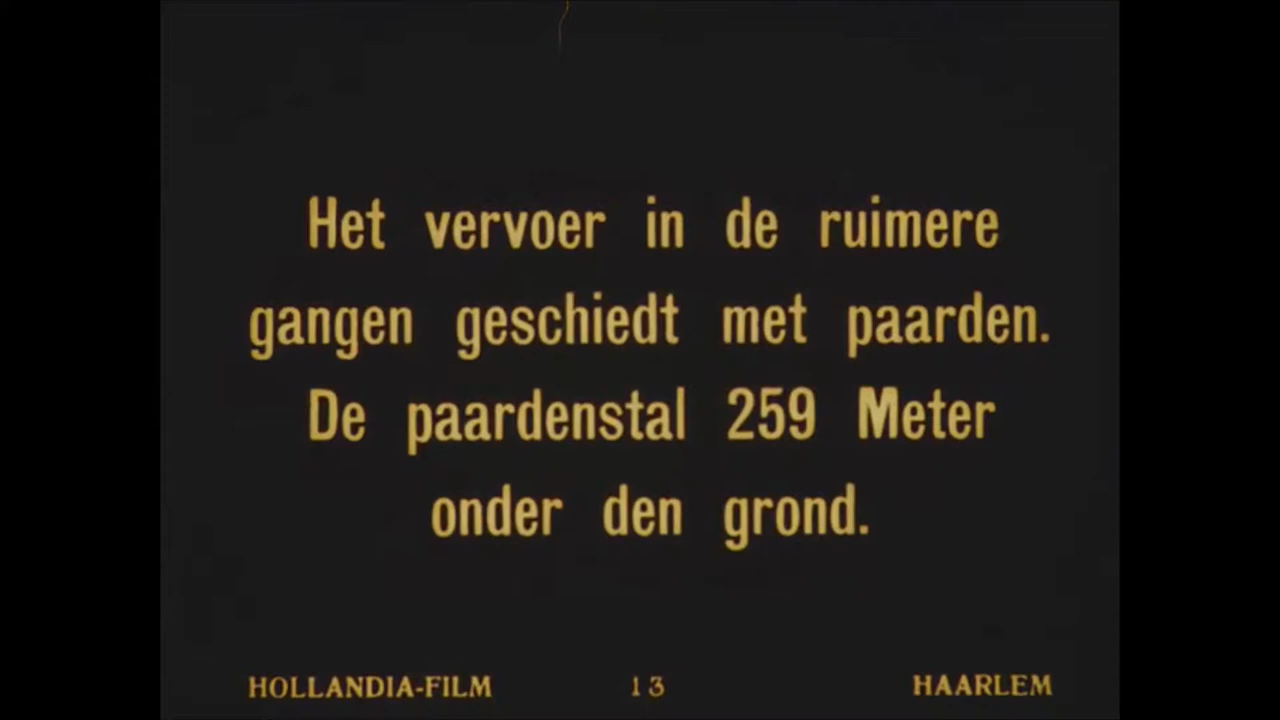 Het vervoer in de ruimere
gangen geschiedt met paarden.
De paardenstal 259 Meter
onder den grond.
HOLLANDIA-FILM 13 HAARLEM